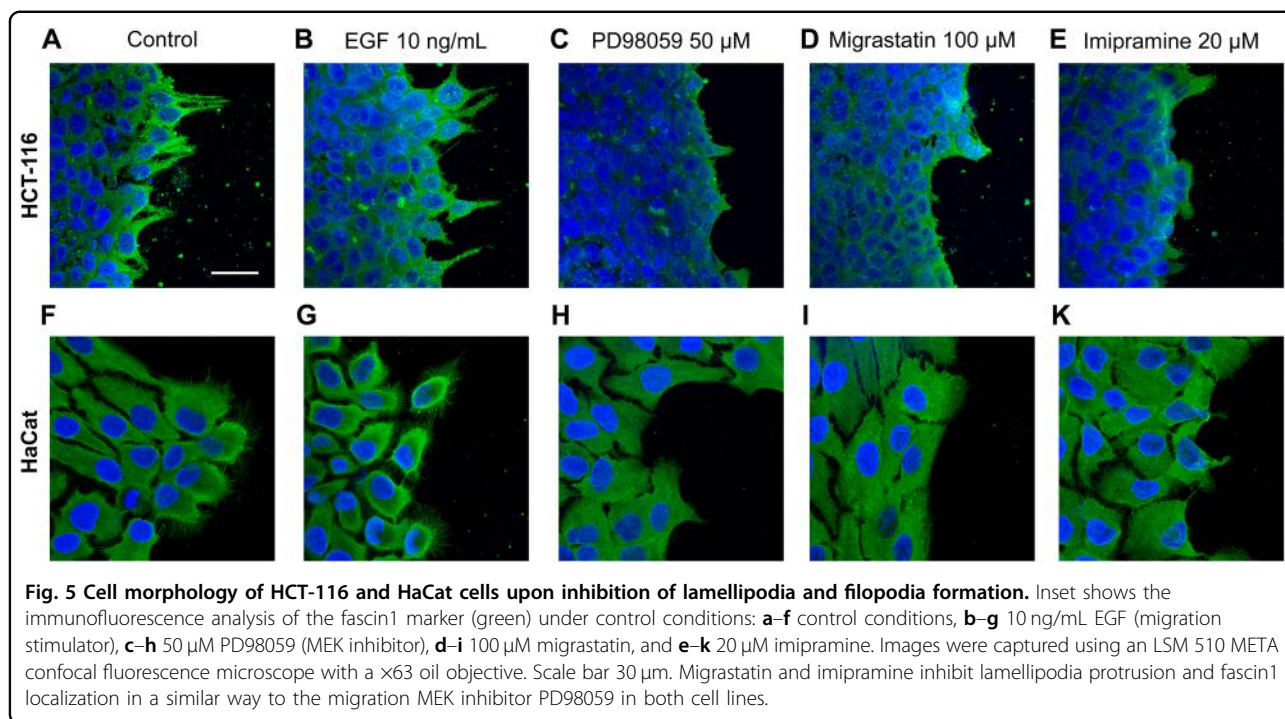 A Control B EGF 10 ng/mL C PD98059 50 µM D Migrastatin 100 µM E Imipramine 20 µM
HCT-116
F G H I K
HaCat
Fig. 5 Cell morphology of HCT-116 and HaCat cells upon inhibition of lamellipodia and filopodia formation. Inset shows the
immunofluorescence analysis of the fascin1 marker (green) under control conditions: a–f control conditions, b–g 10 ng/mL EGF (migration
stimulator), c–h 50 µM PD98059 (MEK inhibitor), d–i 100 µM migrastatin, and e–k 20 µM imipramine. Images were captured using an LSM 510 META
confocal fluorescence microscope with a ×63 oil objective. Scale bar 30 µm. Migrastatin and imipramine inhibit lamellipodia protrusion and fascin1
localization in a similar way to the migration MEK inhibitor PD98059 in both cell lines.